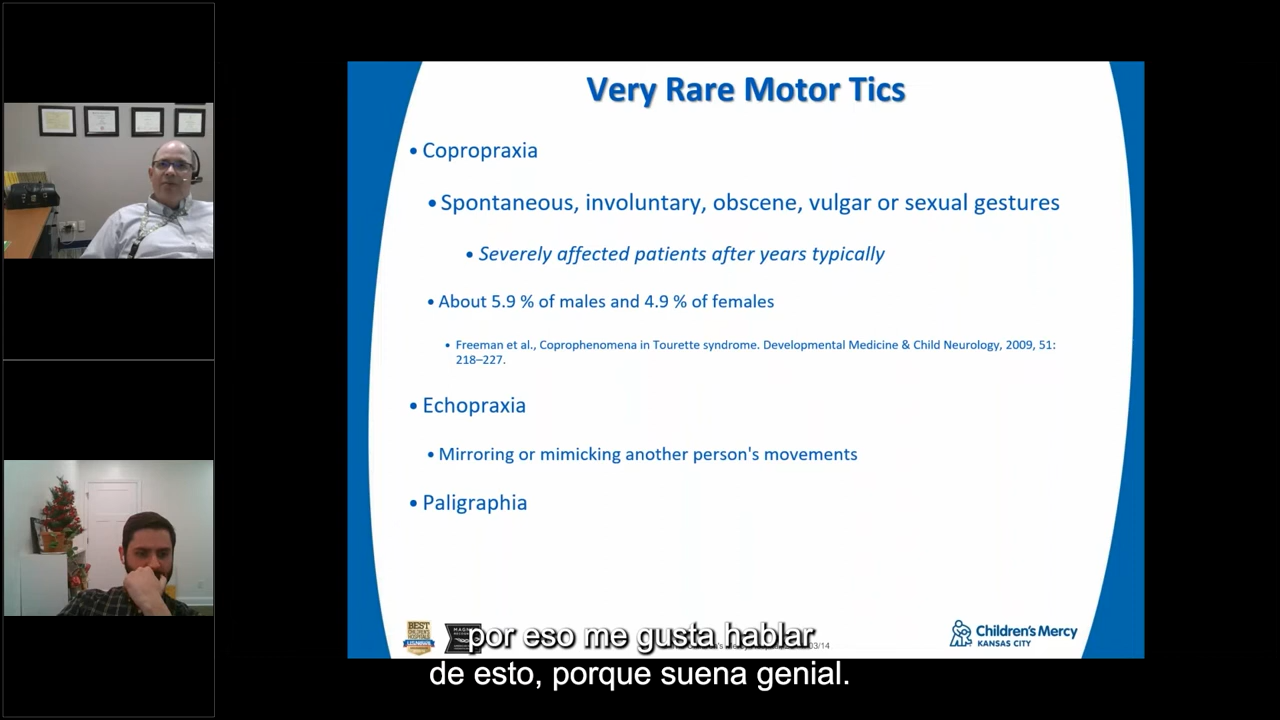 Very Rare Motor Tics
• Copropraxia
• Spontaneous, involuntary, obscene, vulgar or sexual gestures
• Severely affected patients after years typically
• About 5.9 % of males and 4.9 % of females
• Freeman et al., Coprophenomena in Tourette syndrome. Developmental Medicine & Child Neurology, 2009, 51:
218–227.
• Echopraxia
• Mirroring or mimicking another person's movements
• Paligraphia
BEST
Children's Mercy
KANSAS CITY
por eso me gusta hablar
de esto, porque suena genial.